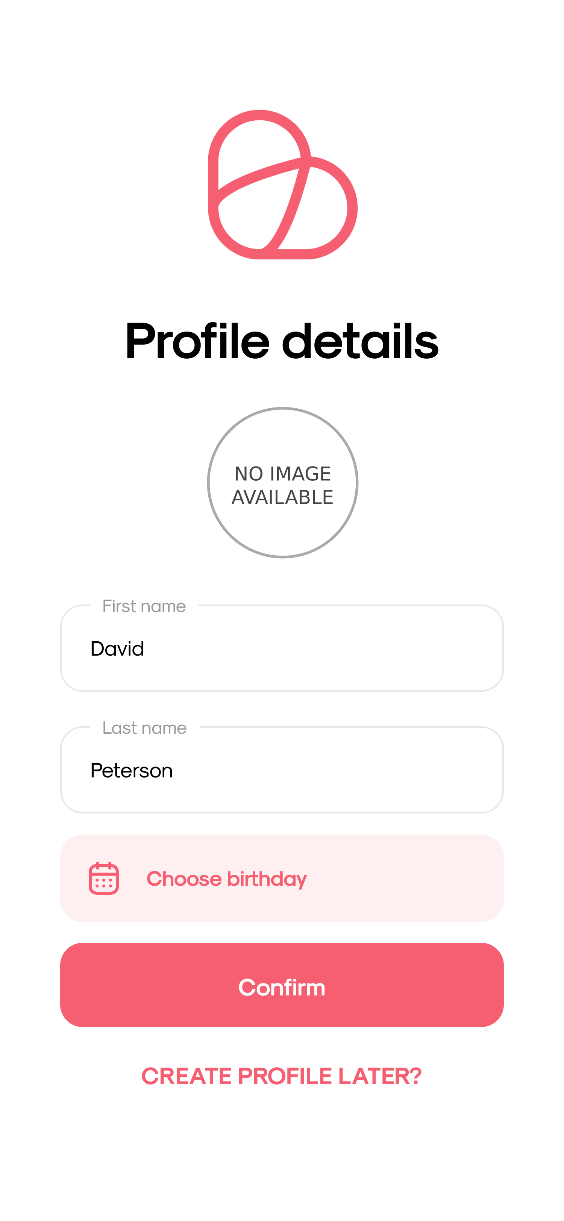 Profile details
NO IMAGE
AVAILABLE
First name
David
Last name
Peterson
Choose birthday
Confirm
CREATE PROFILE LATER?